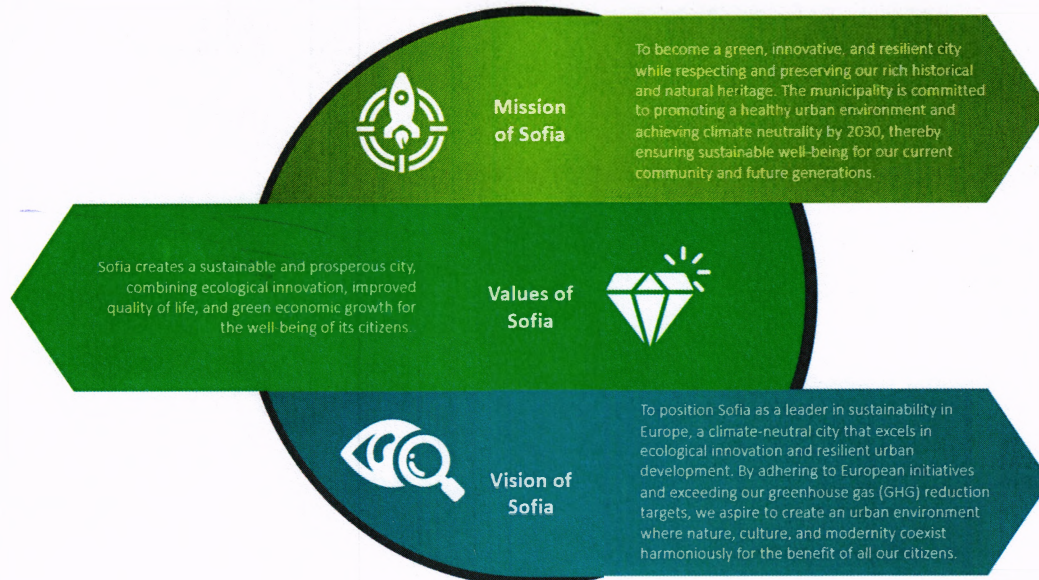 Mission
of Sofia
To become a green, innovative, and resilient city
while respecting and preserving our rich historical
and natural heritage. The municipality is committed
to promoting a healthy urban environment and
achieving climate neutrality by 2030, thereby
ensuring sustainable well-being for our current
community and future generations.
Sofia creates a sustainable and prosperous city,
combining ecological innovation, improved
quality of life, and green economic growth for
the well-being of its citizens.
Values of
Sofia
Vision of
Sofia
To position Sofia as a leader in sustainability in
Europe, a climate-neutral city that excels in
ecological innovation and resilient urban
development. By adhering to European initiatives
and exceeding our greenhouse gas (GHG) reduction
targets, we aspire to create an urban environment
where nature, culture, and modernity coexist
harmoniously for the benefit of all our citizens.